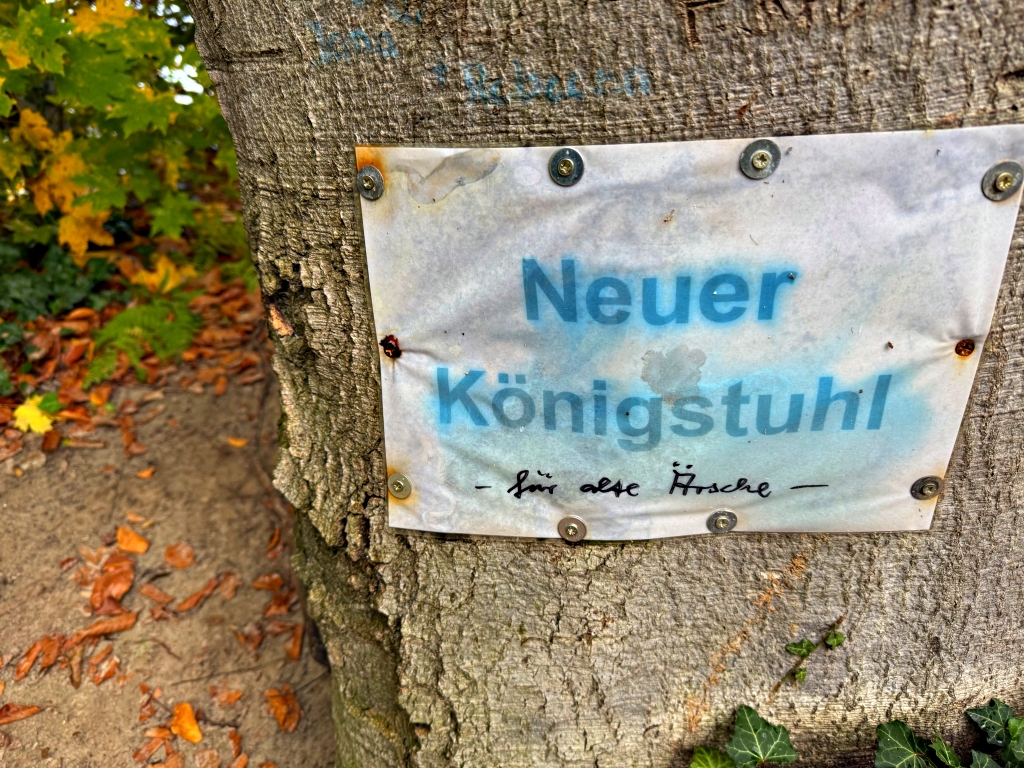 Neuer
Königstuhl
- für alte Ärsche -